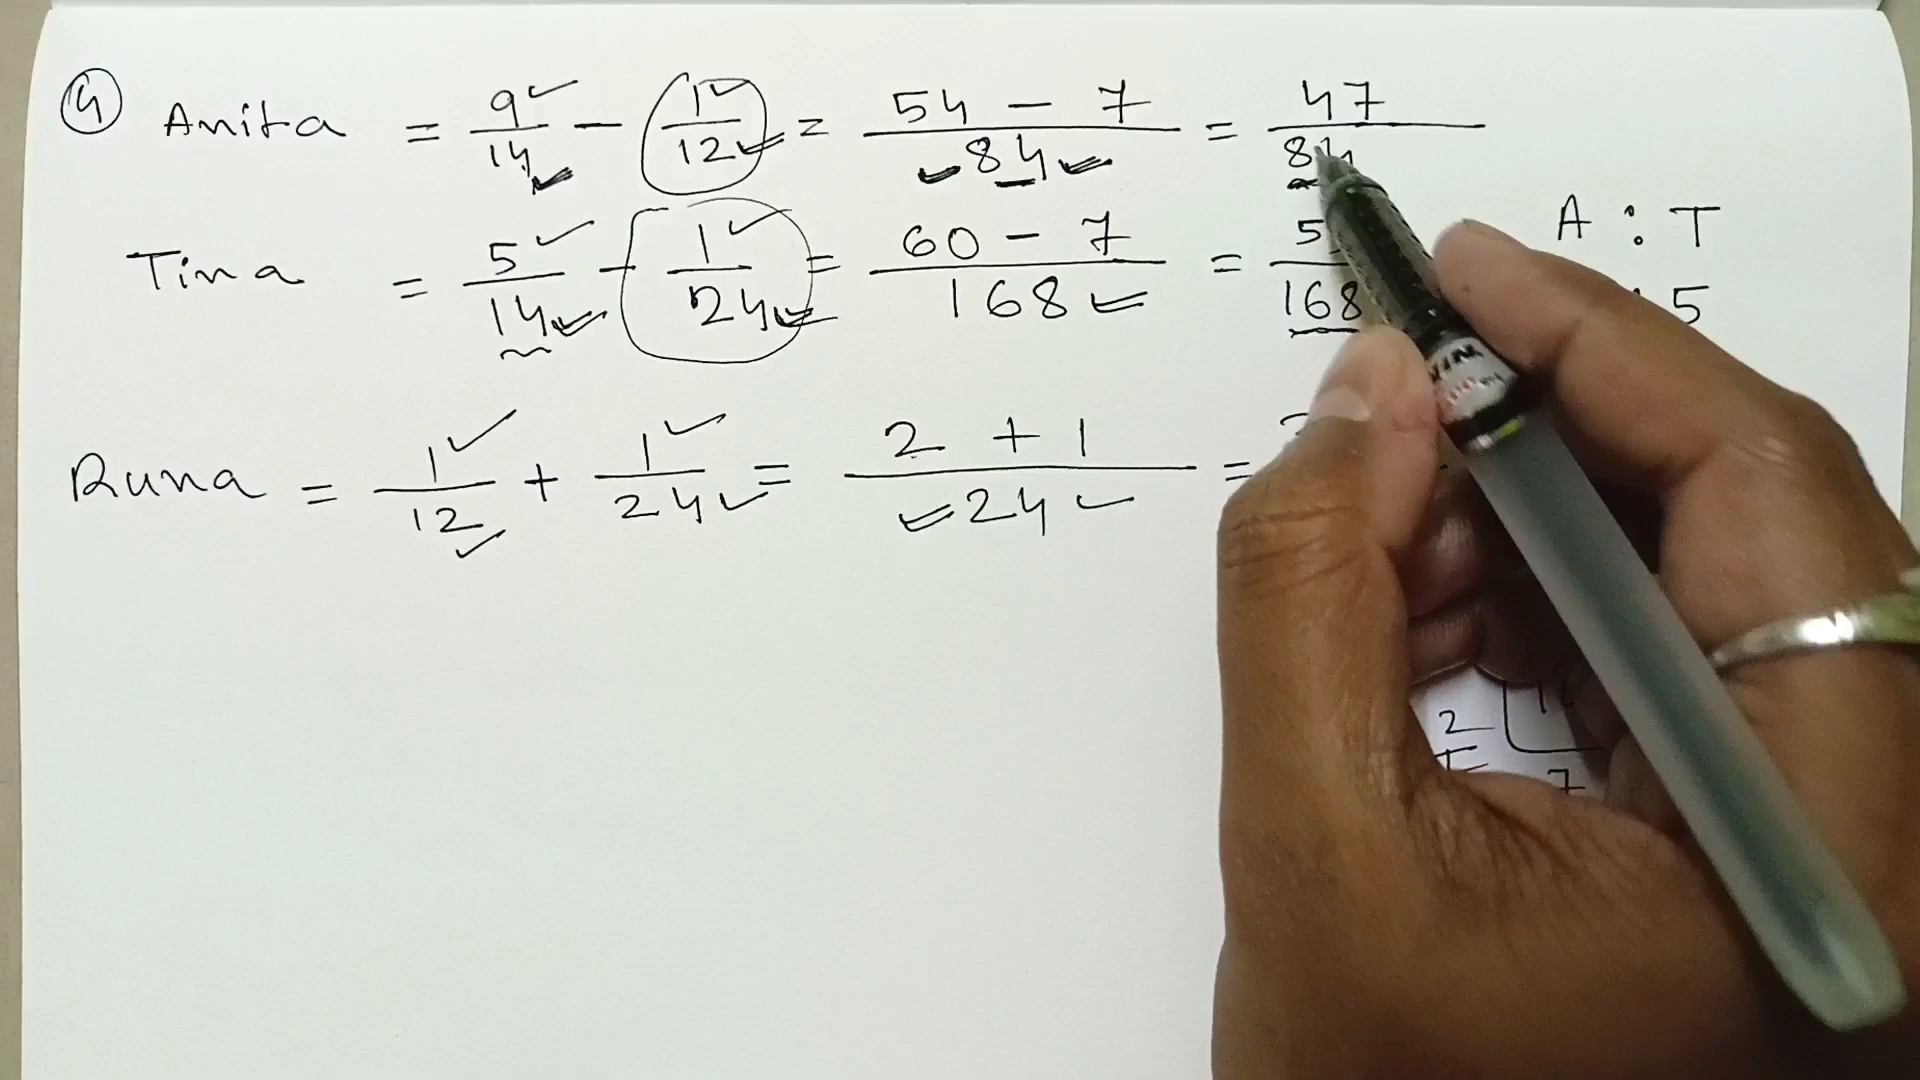 4 Anita = 9/14 - 1/12 = 54 - 7/84 = 47/84
A : T
Tina = 5/14 - 1/24 = 60 - 7/168 = 5/168
: 5
Runa = 1/12 + 1/24 = 2 + 1/24 =
2
7